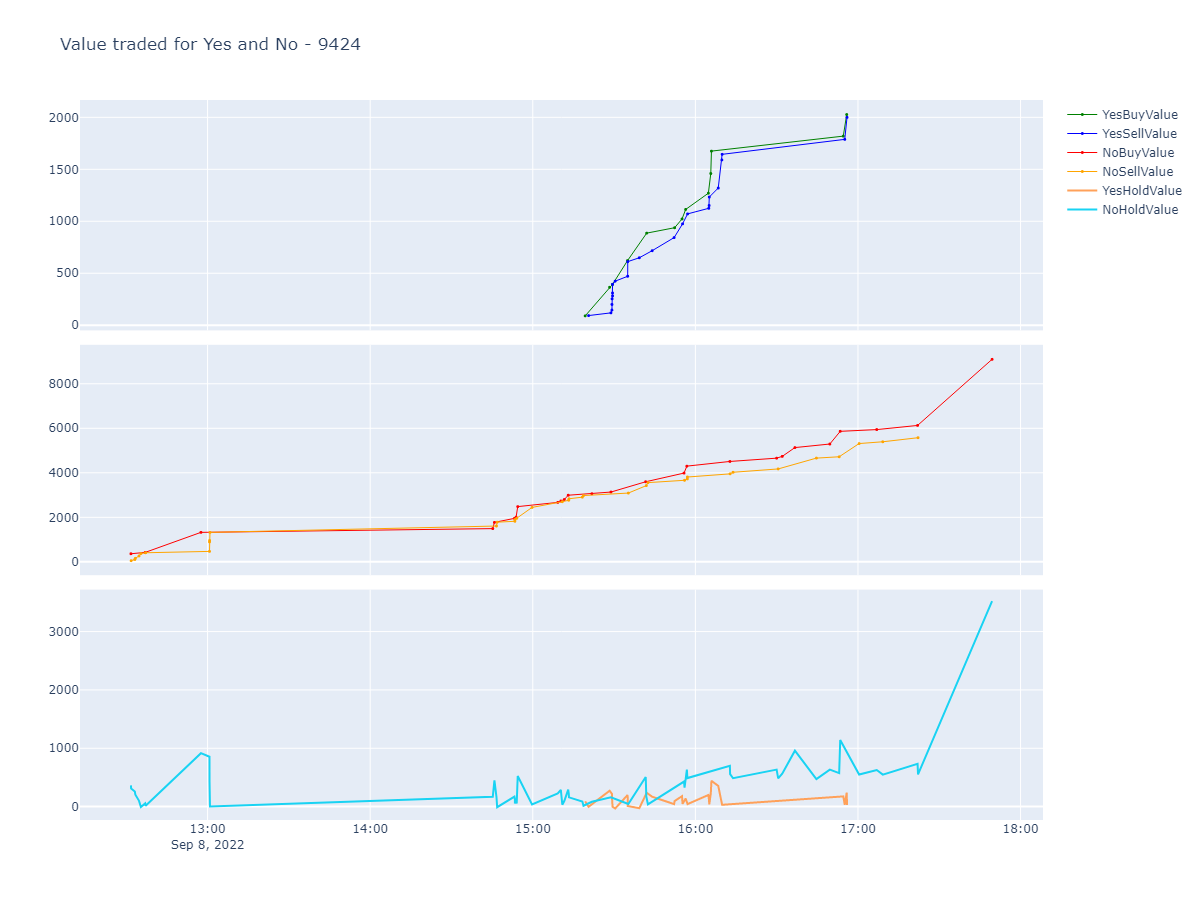 Value traded for Yes and No - 9424
2000
1500
1000
500
0
YesBuyValue
YesSellValue
NoBuyValue
NoSellValue
YesHoldValue
NoHoldValue
8000
6000
4000
2000
0
3000
2000
1000
0
13:00 14:00 15:00 16:00 17:00 18:00
Sep 8, 2022